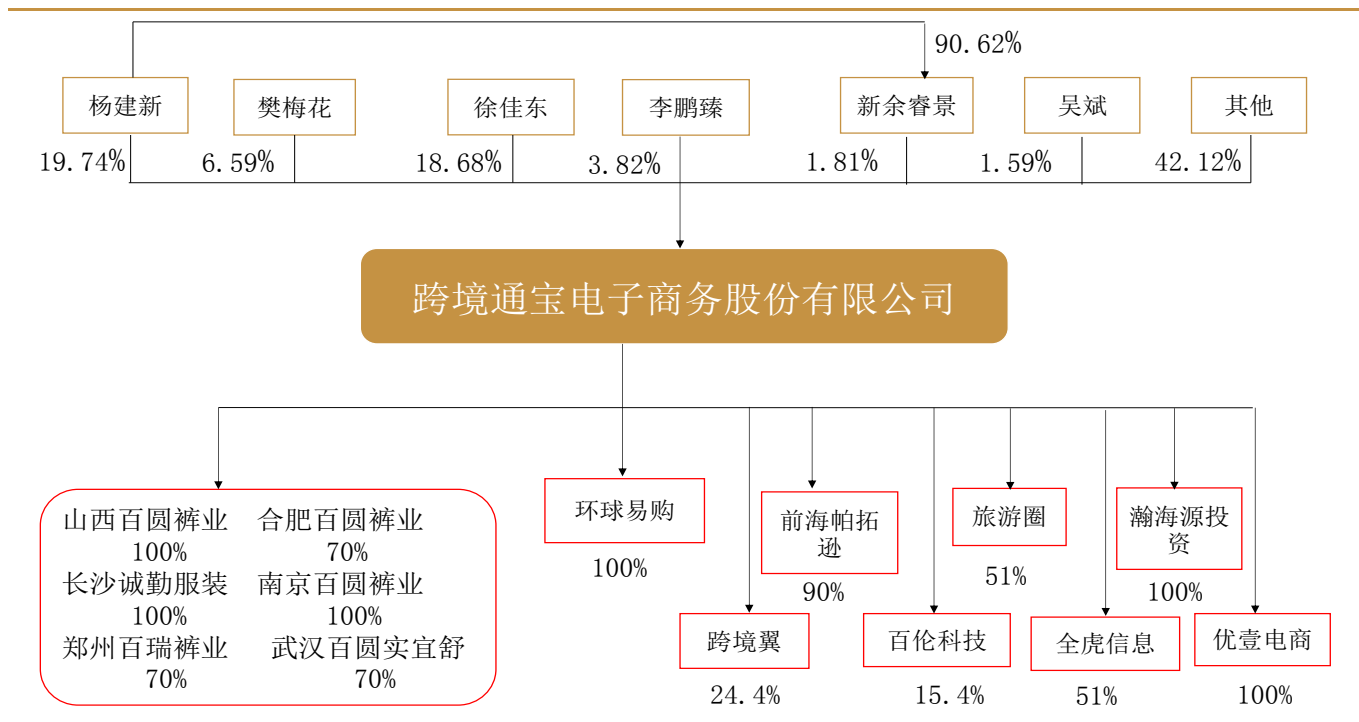 90.62%
杨建新
樊梅花
徐佳东
李鹏臻
新余睿景
吴斌
其他
19.74%
6.59%
18.68%
3.82%
1.81%
1.59%
42.12%
跨境通宝电子商务股份有限公司
山西百圆裤业 合肥百圆裤业
100% 70%
长沙诚勤服装 南京百圆裤业
100% 100%
郑州百瑞裤业 武汉百圆实宜舒
70% 70%
环球易购
100%
前海帕拓
逊
90%
旅游圈
51%
瀚海源投
资
100%
跨境翼
24.4%
百伦科技
15.4%
全虎信息
51%
优壹电商
100%